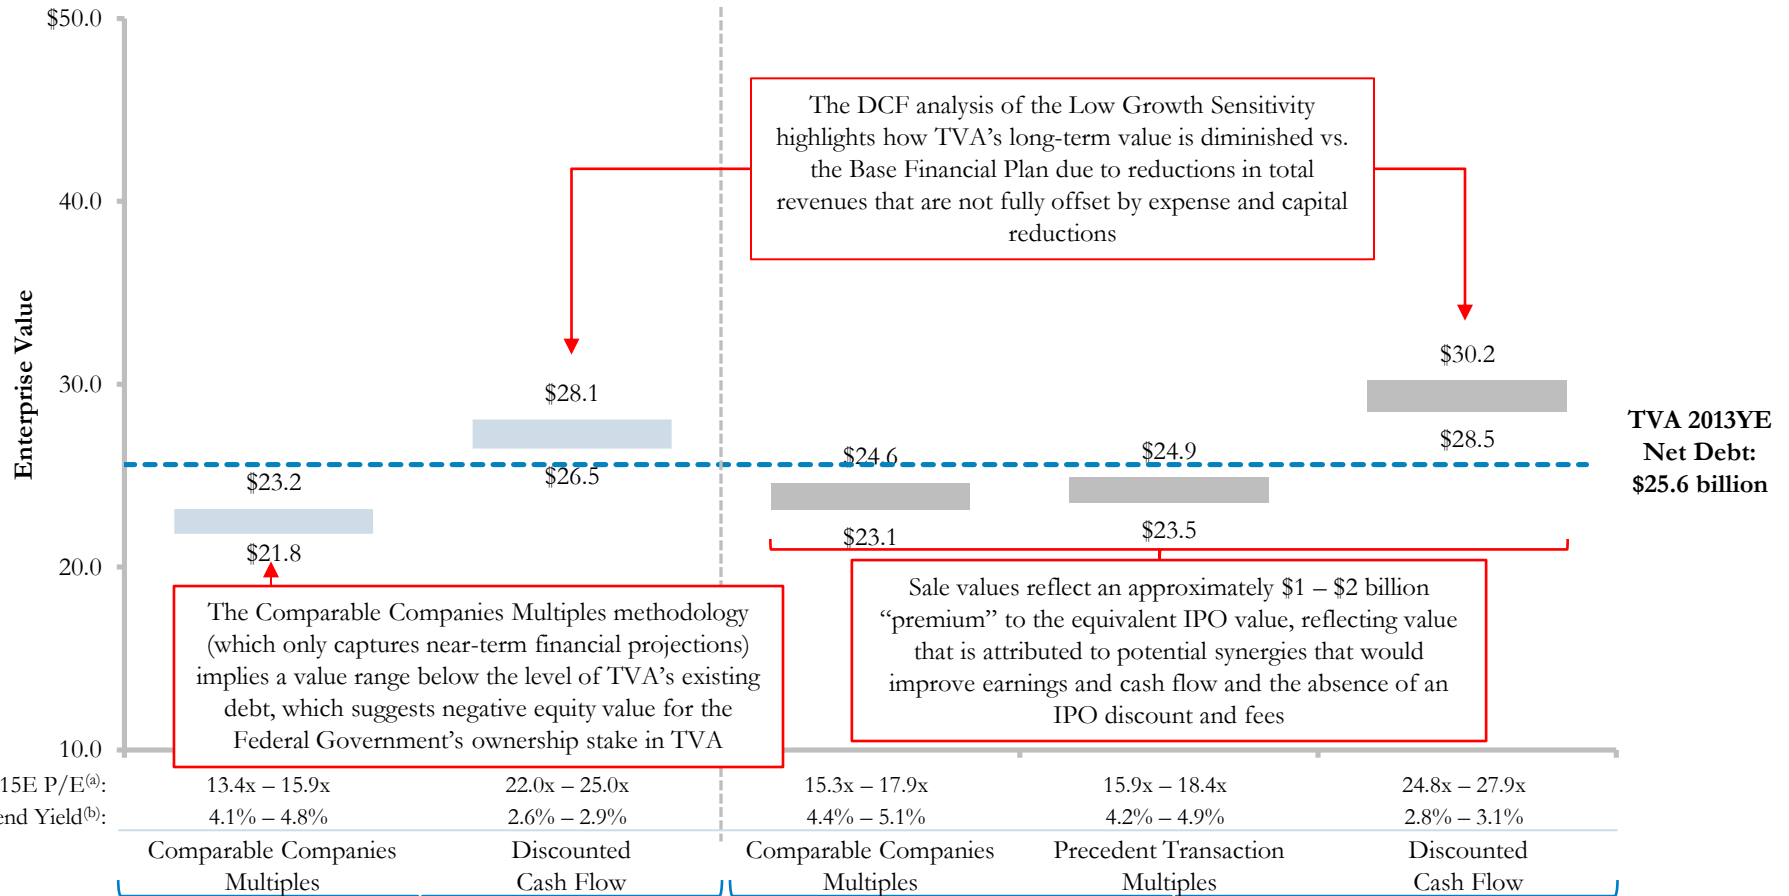 $50.0
The DCF analysis of the Low Growth Sensitivity
highlights how TVA’s long-term value is diminished vs.
the Base Financial Plan due to reductions in total
revenues that are not fully offset by expense and capital
reductions
40.0
Enterprise Value
30.0
$28.1
$26.5
$23.2
$21.8
$24.6
$23.1
$24.9
$23.5
$30.2
$28.5
TVA 2013YE
Net Debt:
$25.6 billion
20.0
The Comparable Companies Multiples methodology
(which only captures near-term financial projections)
implies a value range below the level of TVA’s existing
debt, which suggests negative equity value for the
Federal Government’s ownership stake in TVA
Sale values reflect an approximately $1 – $2 billion
“premium” to the equivalent IPO value, reflecting value
that is attributed to potential synergies that would
improve earnings and cash flow and the absence of an
IPO discount and fees
10.0
15E P/E(a): 13.4x – 15.9x 22.0x – 25.0x 15.3x – 17.9x 15.9x – 18.4x 24.8x – 27.9x
end Yield(b): 4.1% – 4.8% 2.6% – 2.9% 4.4% – 5.1% 4.2% – 4.9% 2.8% – 3.1%
Comparable Companies Discounted Comparable Companies Precedent Transaction Discounted
Multiples Cash Flow Multiples Multiples Cash Flow